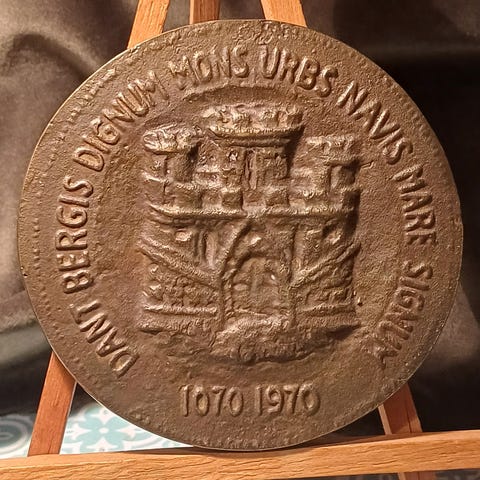 DANT BERGIS DIGNUM MONS URBS NAVIS MARE SIGNUM
1070 1970